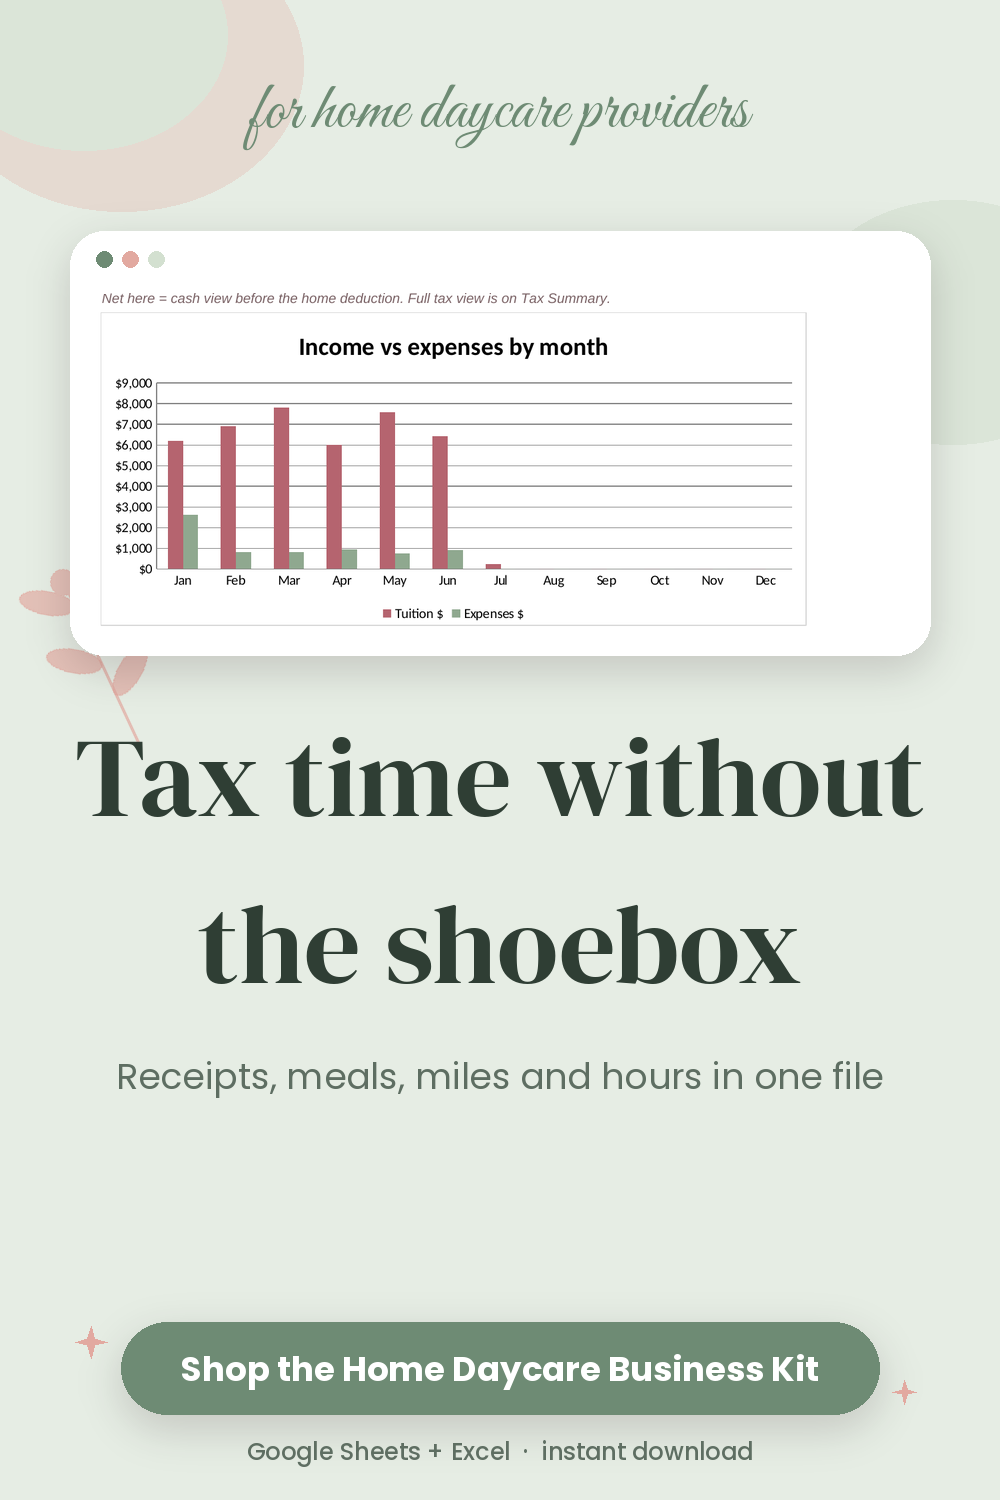 for home daycare providers
Net here = cash view before the home deduction. Full tax view is on Tax Summary.
Income vs expenses by month
$9,000
$8,000
$7,000
$6,000
$5,000
$4,000
$3,000
$2,000
$1,000
$0
Jan Feb Mar Apr May Jun Jul Aug Sep Oct Nov Dec
Tuition $ Expenses $
Tax time without
the shoebox
Receipts, meals, miles and hours in one file
Shop the Home Daycare Business Kit
Google Sheets + Excel · instant download